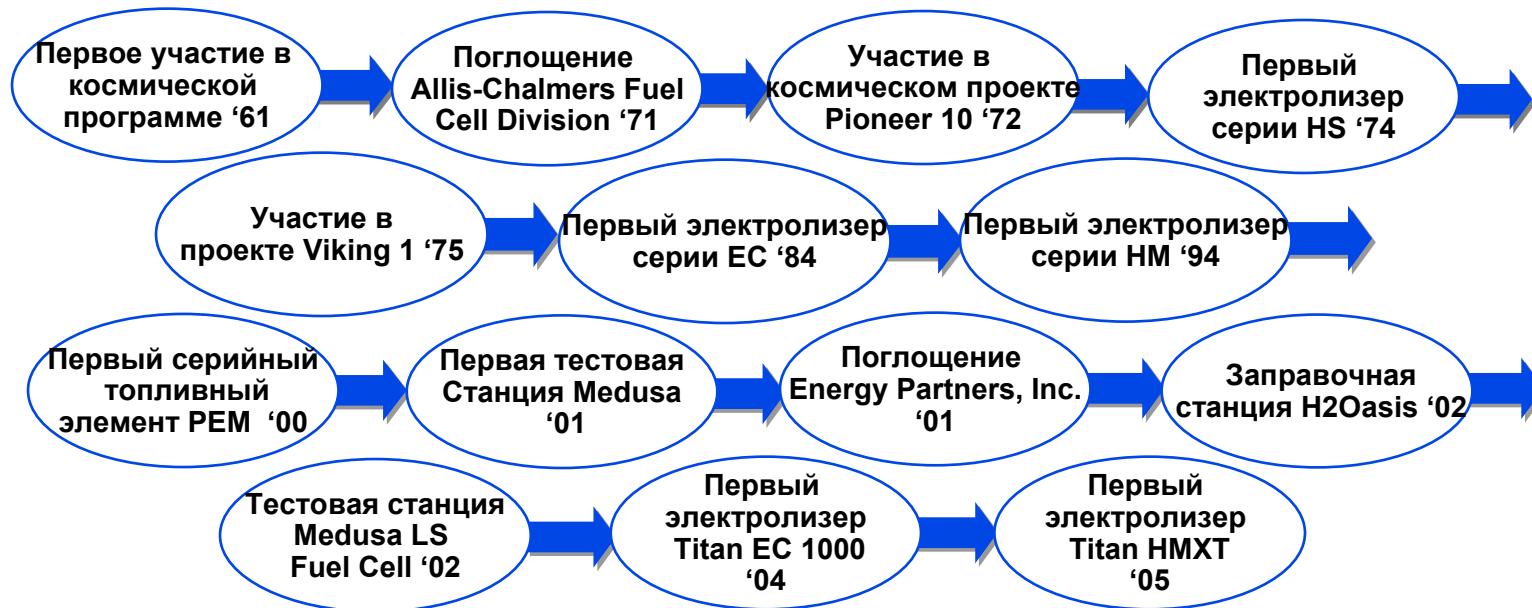 Первое участие в
космической
программе ‘61
Поглощение
Allis-Chalmers Fuel
Cell Division ‘71
Участие в
космическом проекте
Pioneer 10 ‘72
Первый
электролизер
серии HS ‘74
Участие в
проекте Viking 1 ‘75
Первый электролизер
серии EC ‘84
Первый электролизер
серии HM ‘94
Первый серийный
топливный
элемент PEM ‘00
Первая тестовая
Станция Medusa
‘01
Поглощение
Energy Partners, Inc.
‘01
Заправочная
станция H2Oasis ‘02
Тестовая станция
Medusa LS
Fuel Cell ‘02
Первый
электролизер
Titan EC 1000
‘04
Первый
электролизер
Titan HMXT
‘05